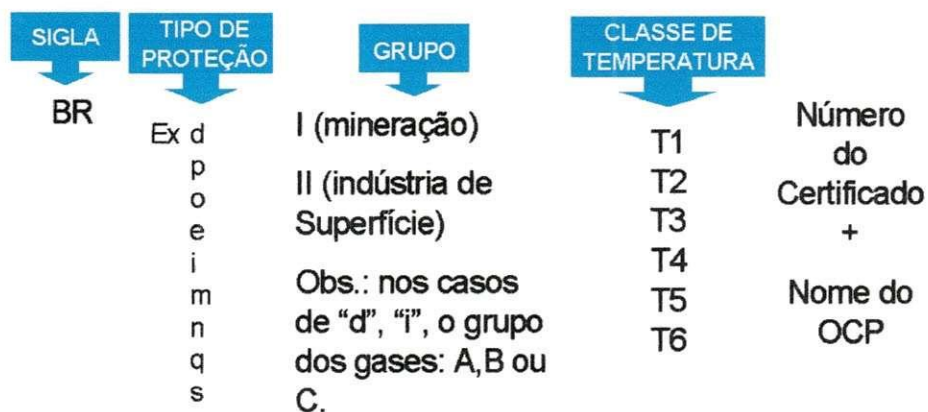 SIGLA
TIPO DE
PROTEÇÃO
GRUPO
CLASSE DE
TEMPERATURA
BR
Ex d
p
o
e
i
m
n
q
s
I (mineração)
II (indústria de
Superfície)
Obs.: nos casos
de “d”, “i”, o grupo
dos gases: A,B ou
C.
T1
T2
T3
T4
T5
T6
Número
do
Certificado
+
Nome do
OCP